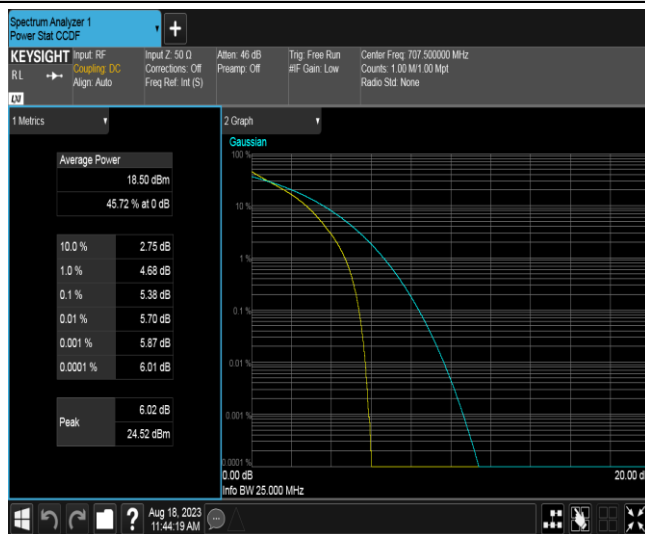 Spectrum Analyzer 1
Power Stat CCDF
+
KEYSIGHT
RL
LXI
Input: RF
Coupling: DC
Align: Auto
Input Z: 50 Ω
Corrections: Off
Freq Ref: Int (S)
Atten: 46 dB
Preamp: Off
Trig: Free Run
#IF Gain: Low
Center Freq: 707.500000 MHz
Counts: 1.00 M/1.00 Mpt
Radio Std: None
1 Metrics
Average Power
18.50 dBm
45.72 % at 0 dB
10.0 % 2.75 dB
1.0 % 4.68 dB
0.1 % 5.38 dB
0.01 % 5.70 dB
0.001 % 5.87 dB
0.0001 % 6.01 dB
Peak
6.02 dB
24.52 dBm
2 Graph
Gaussian
100 %
10 %
1 %
0.1 %
0.01 %
0.001 %
0.0001 %
0.00 dB
20.00 d
Info BW 25.000 MHz
?
Aug 18, 2023
11:44:19 AM